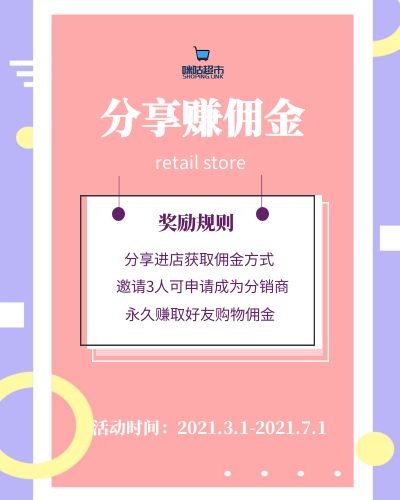 咪咕超市
SHOPING.LINK
分享赚佣金
retail store
奖励规则
分享进店获取佣金方式
邀请3人可申请成为分销商
永久赚取好友购物佣金
活动时间：2021.3.1-2021.7.1